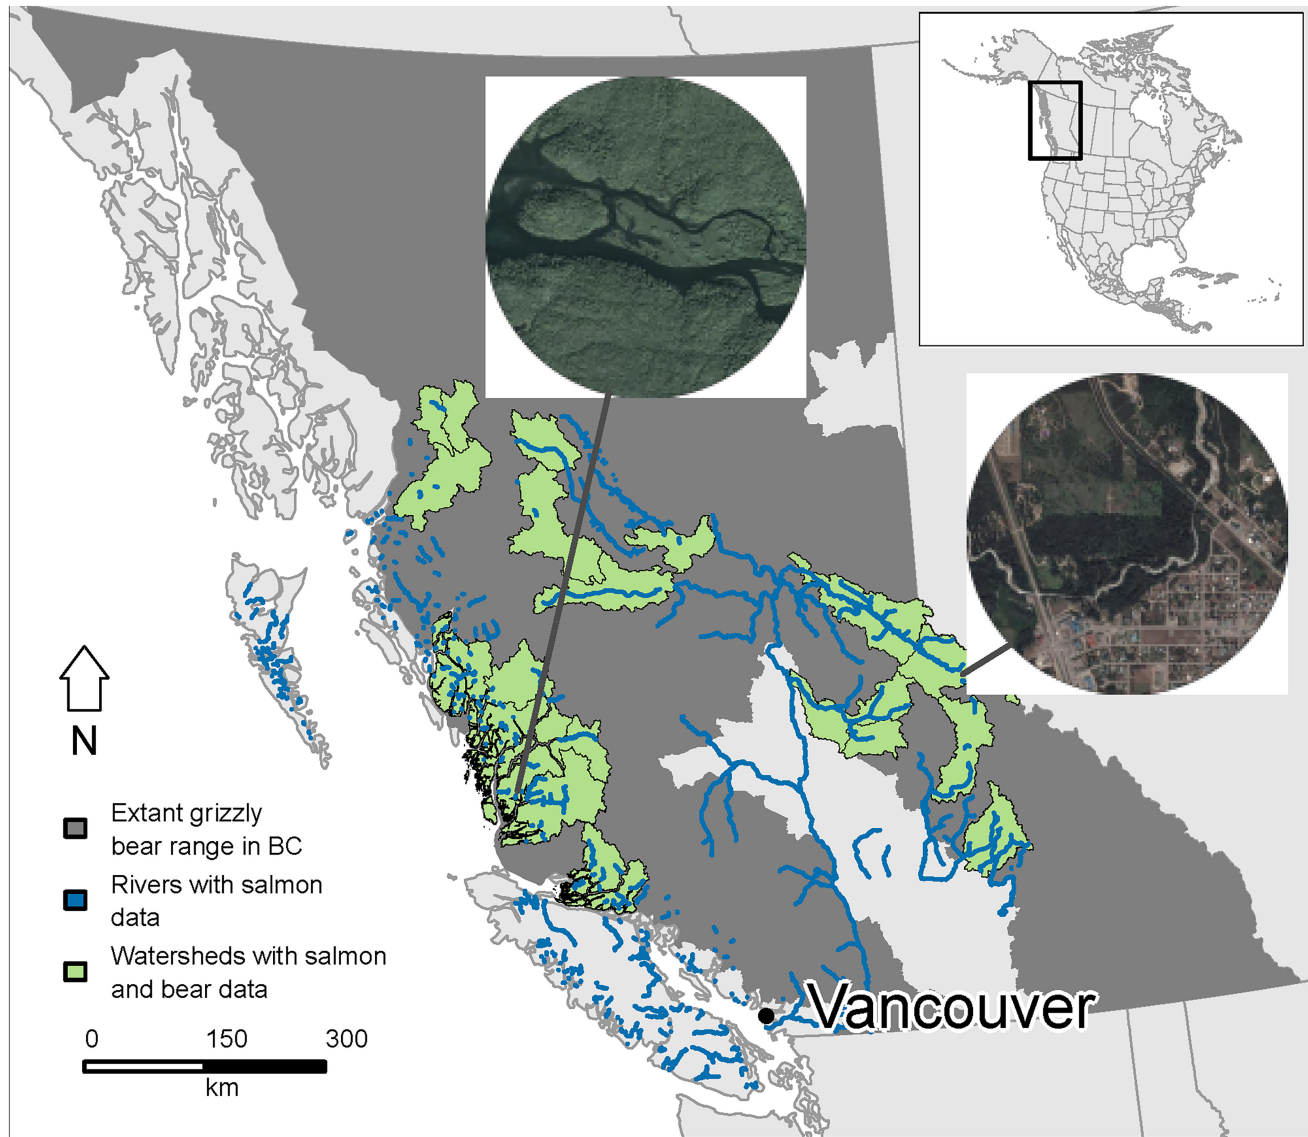 N
Extant grizzly
bear range in BC
Rivers with salmon
data
Watersheds with salmon
and bear data
0 150 300
km
Vancouver